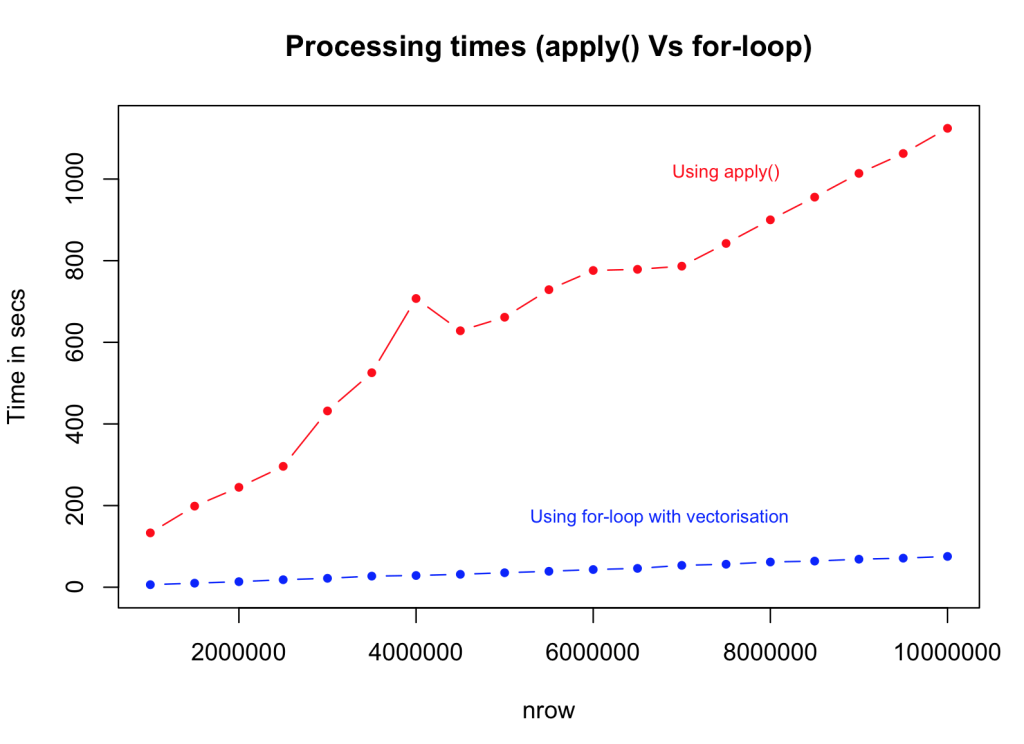 Processing times (apply() Vs for-loop)
Time in secs
1000
800
600
400
200
0
Using apply()
Using for-loop with vectorisation
2000000 4000000 6000000 8000000 10000000
nrow